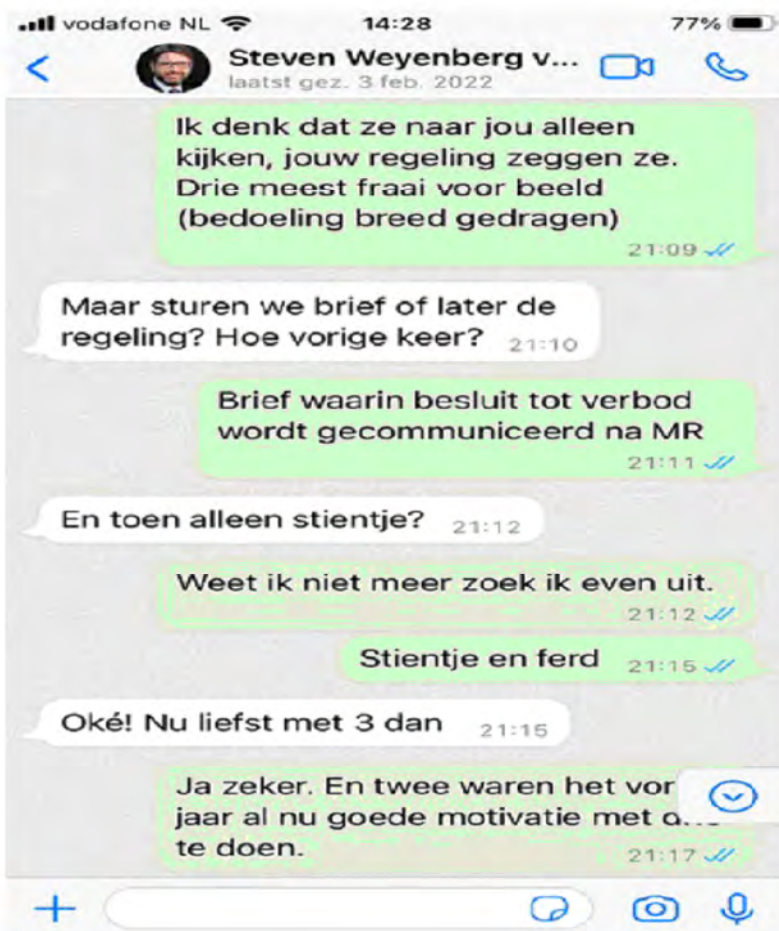 vodafone NL 14:28 77%
Steven Weyenberg v...
laatst gez. 3 feb. 2022
Ik denk dat ze naar jou alleen
kijken, jouw regeling zeggen ze.
Drie meest fraai voor beeld
(bedoeling breed gedragen)
21:09
Maar sturen we brief of later de
regeling? Hoe vorige keer? 21:10
Brief waarin besluit tot verbod
wordt gecommuniceerd na MR
21:11
En toen alleen stientje? 21:12
Weet ik niet meer zoek ik even uit.
21:12
Stientje en ferd 21:15
Oké! Nu liefst met 3 dan 21:15
Ja zeker. En twee waren het vor
jaar al nu goede motivatie met
te doen. 21:17